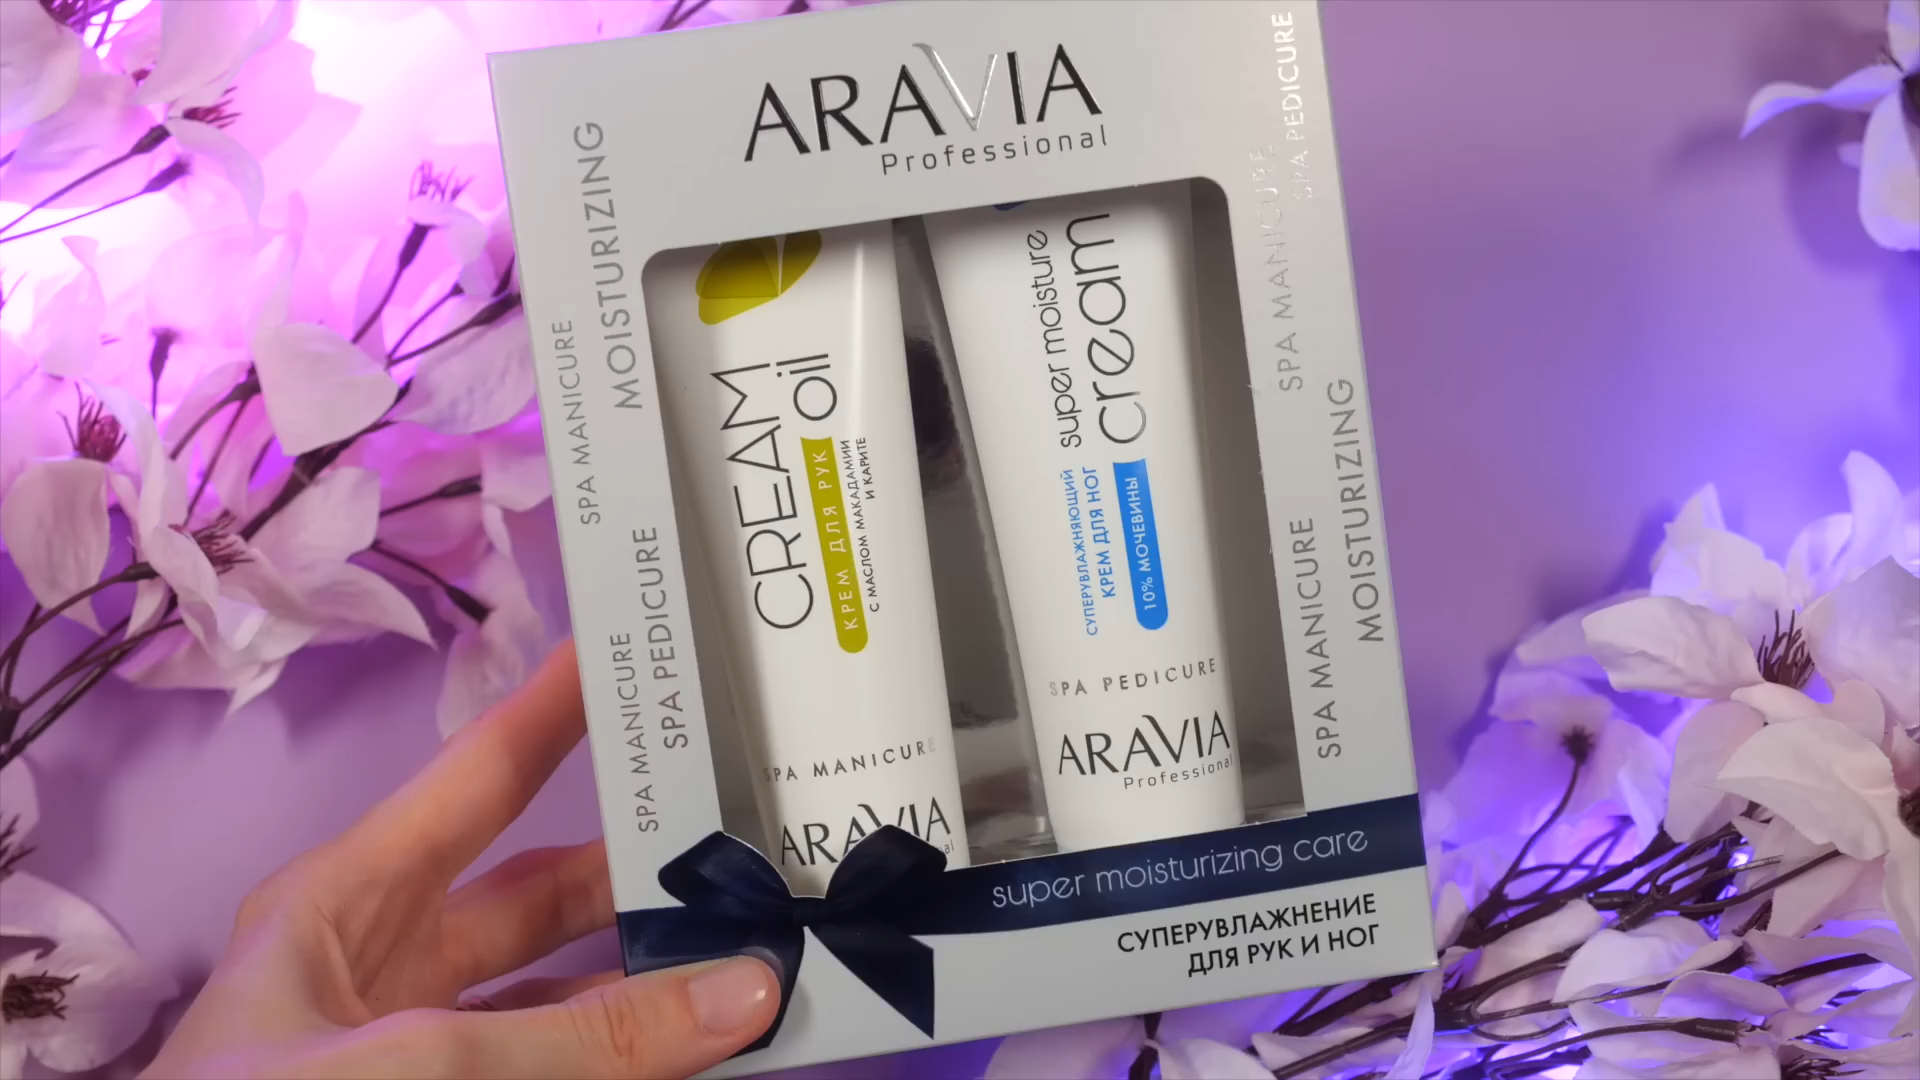 ARAVIA
Professional
MOISTURIZING
SPA MANICURE
SPA PEDICURE
SPA MANICURE
CREAM
oil
КРЕМ ДЛЯ РУК
С МАСЛОМ МАКАДАМИИ
И КАРИТЕ
SPA MANICURE
ARAVIA
super moisture
cream
СУПЕРУВЛАЖНЯЮЩИЙ
КРЕМ ДЛЯ НОГ
10% МОЧЕВИНЫ
SPA PEDICURE
ARAVIA
Professional
SPA PEDICURE
SPA MANICURE
MOISTURIZING
SPA MANICURE
super moisturizing care
СУПЕРУВЛАЖНЕНИЕ
ДЛЯ РУК И НОГ